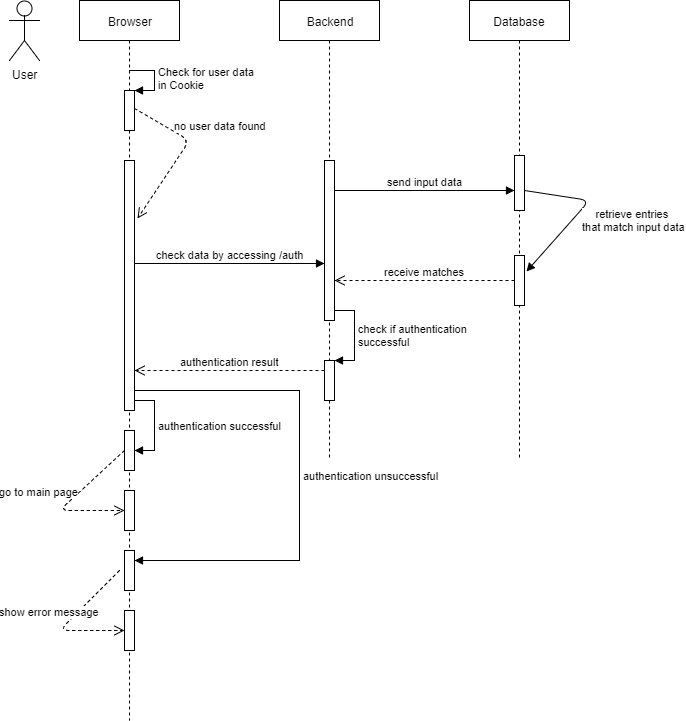 Browser
Backend
Database
User
Check for user data
in Cookie
no user data found
send input data
retrieve entries
that match input data
check data by accessing /auth
receive matches
check if authentication
successful
authentication result
authentication successful
authentication unsuccessful
go to main page
show error message